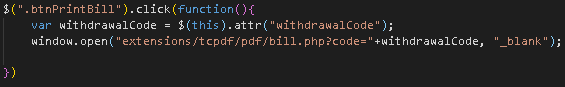 $(".btnPrintBill").click(function(){
var withdrawalCode = $(this).attr("withdrawalCode");
window.open("extensions/tcpdf/pdf/bill.php?code="+withdrawalCode, "_blank");
})